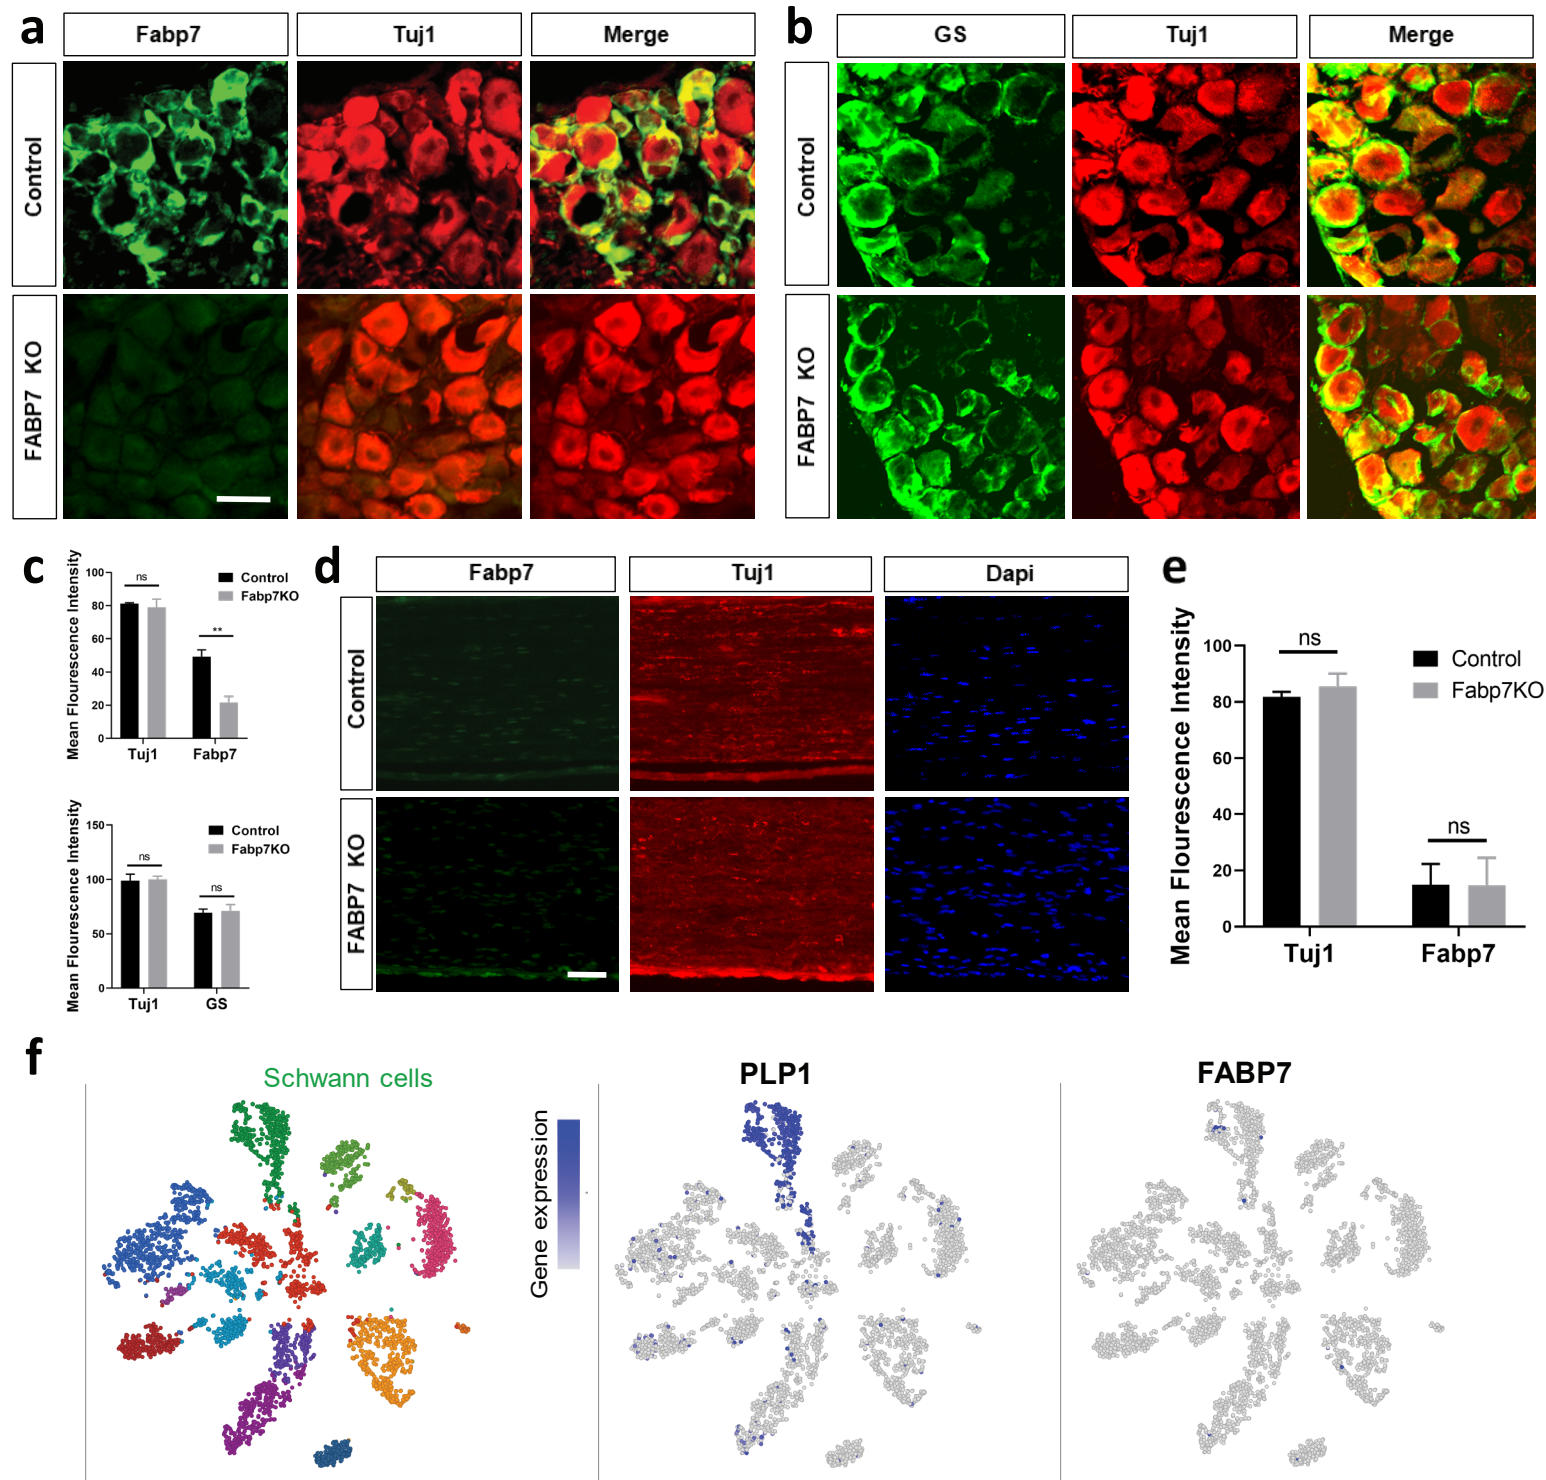 a
Fabp7
Tuj1
Merge
Control
FABP7 KO
b
GS
Tuj1
Merge
Control
FABP7 KO
c
Mean Flourescence Intensity
100
80
60
40
20
0
ns
**
Control
Fabp7KO
Tuj1
Fabp7
Mean Flourescence Intensity
150
100
50
0
ns
ns
Control
Fabp7KO
Tuj1
GS
d
Fabp7
Tuj1
Dapi
Control
FABP7 KO
e
Mean Flourescence Intensity
100
80
60
40
20
0
ns
ns
Control
Fabp7KO
Tuj1
Fabp7
f
Schwann cells
Gene expression
PLP1
FABP7